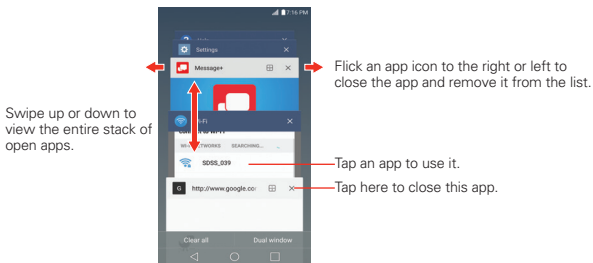 7:16 PM
Settings
Message+
Flick an app icon to the right or left to
close the app and remove it from the list.
Swipe up or down to
view the entire stack of
open apps.
Wi-Fi
SEARCHING...
SDSS_039
Tap an app to use it.
G http://www.google.co
Tap here to close this app.
Clear all
Dual window